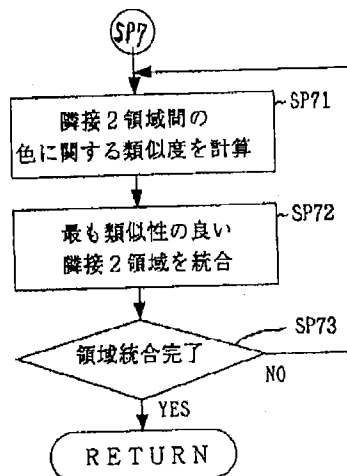 SP7
SP71
隣接2領域間の
色に関する類似度を計算
SP72
最も類似性の良い
隣接2領域を統合
SP73
領域統合完了
NO
YES
RETURN